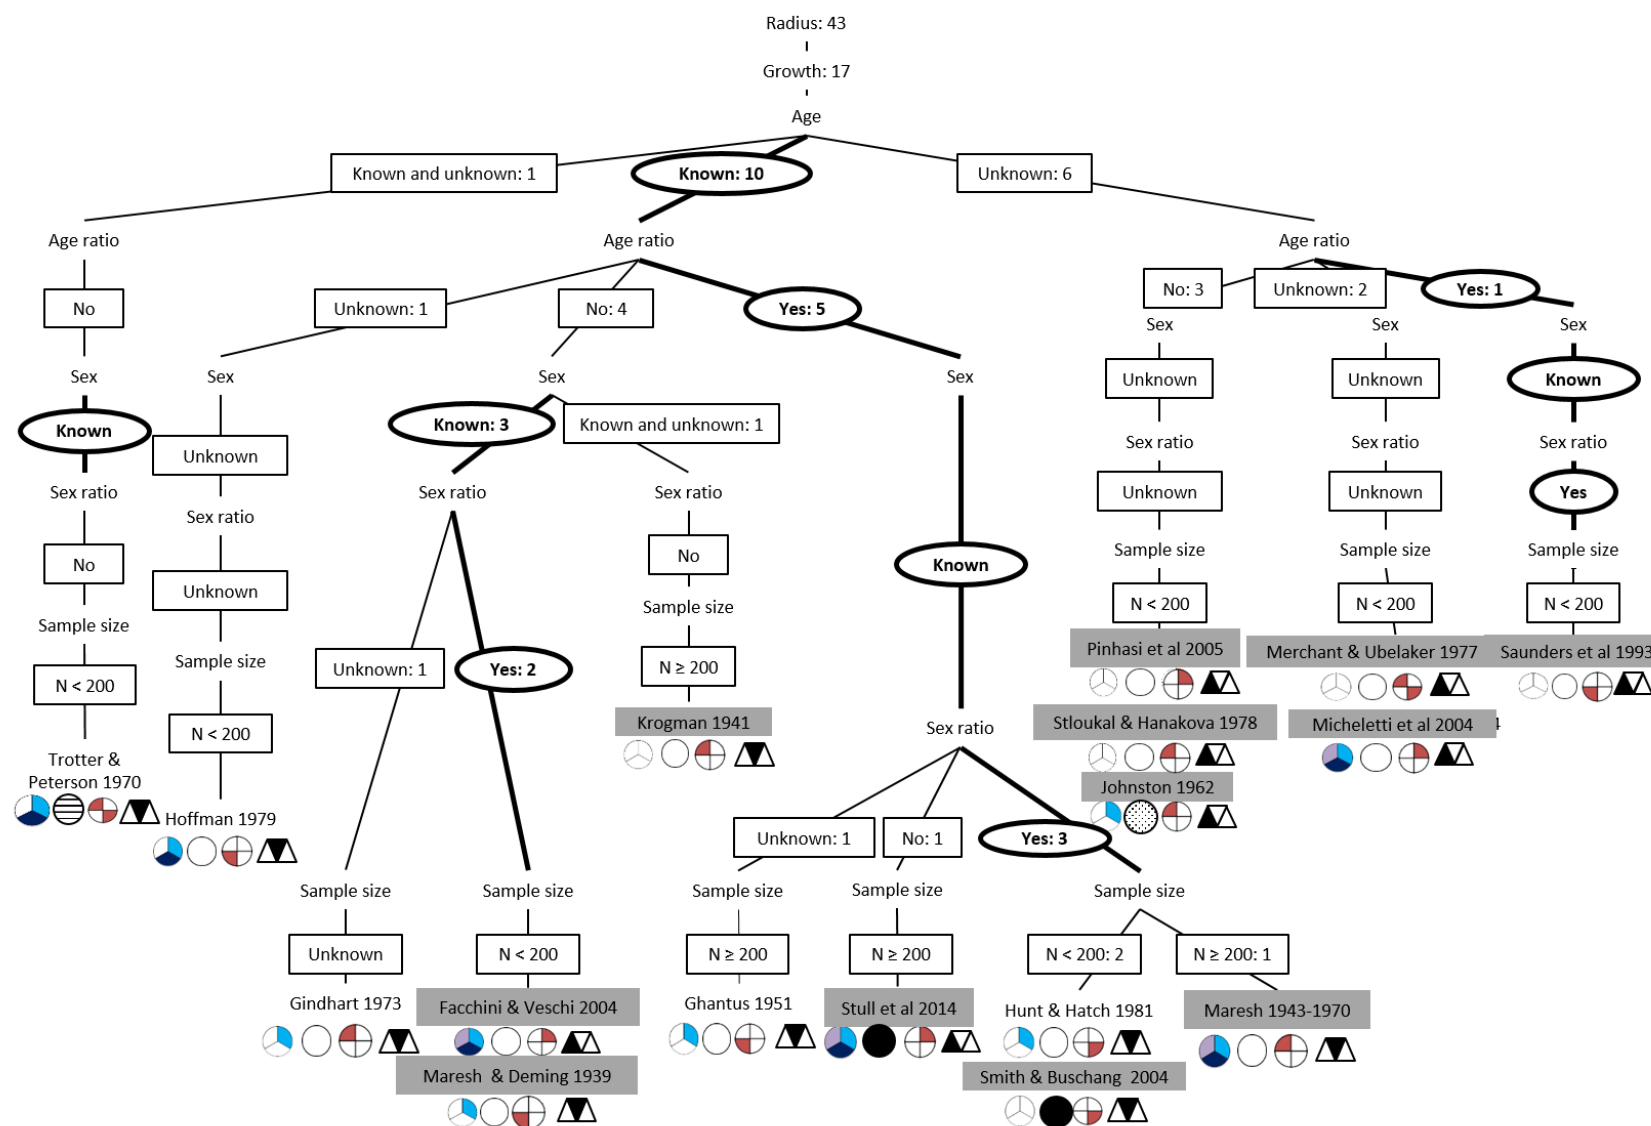 Radius: 43
Growth: 17
Age
Known and unknown: 1
Known: 10
Unknown: 6
Age ratio
Age ratio
Age ratio
No
Unknown: 1
No: 4
Yes: 5
No: 3
Unknown: 2
Yes: 1
Sex
Sex
Sex
Sex
Sex
Sex
Sex
Known
Unknown
Known: 3
Known and unknown: 1
Known
Unknown
Unknown
Known
Sex ratio
Sex ratio
Sex ratio
Sex ratio
Sex ratio
Sex ratio
Sex ratio
No
Unknown
No
Unknown
Unknown
Yes
Sample size
Sample size
Sample size
Sample size
Sample size
Sample size
N < 200
N < 200
Unknown: 1
Yes: 2
N ≥ 200
N < 200
N < 200
N < 200
Trotter &
Peterson 1970
Hoffman 1979
Krogman 1941
Pinhasi et al 2005
Merchant & Ubelaker 1977
Saunders et al 1993
Stloukal & Hanakova 1978
Micheletti et al 2004
4
Johnston 1962
Sex ratio
Unknown: 1
No: 1
Yes: 3
Sample size
Sample size
Sample size
Sample size
Sample size
Unknown
N < 200
N ≥ 200
N ≥ 200
N < 200: 2
N ≥ 200: 1
Gindhart 1973
Facchini & Veschi 2004
Ghantus 1951
Stull et al 2014
Hunt & Hatch 1981
Maresh 1943-1970
Maresh & Deming 1939
Smith & Buschang 2004